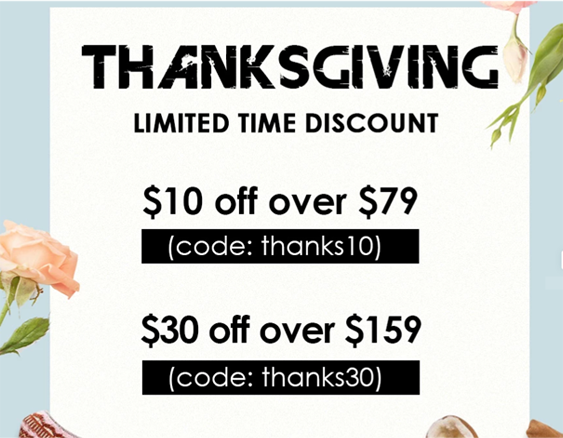 THANKSGIVING
LIMITED TIME DISCOUNT
$10 off over $79
(code: thanks10)
$30 off over $159
(code: thanks30)